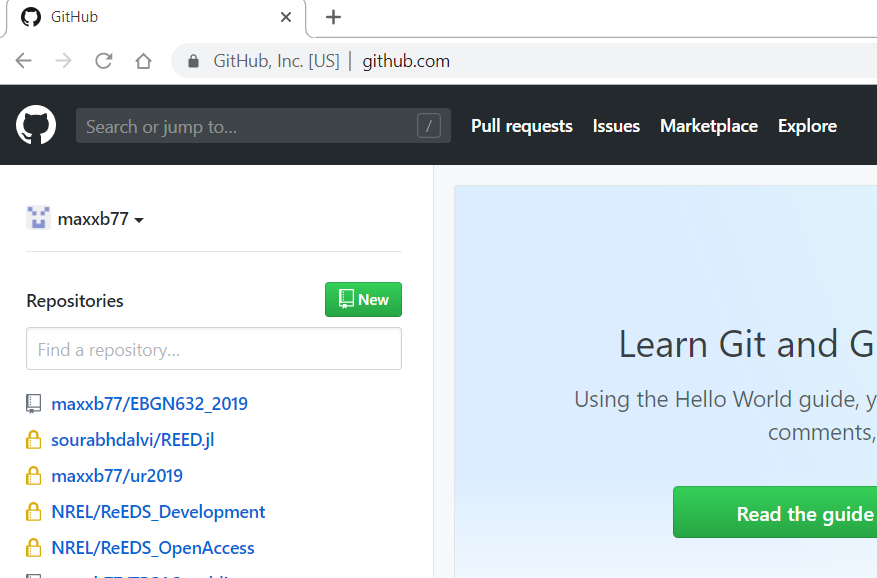 GitHub
GitHub, Inc. [US] | github.com
Search or jump to... /
Pull requests Issues Marketplace Explore
maxxb77
Repositories
New
Find a repository...
maxxb77/EBGN632_2019
sourabhdalvi/REED.jl
maxxb77/ur2019
NREL/ReEDS_Development
NREL/ReEDS_OpenAccess
Learn Git and G
Using the Hello World guide, y
comments,
Read the guide